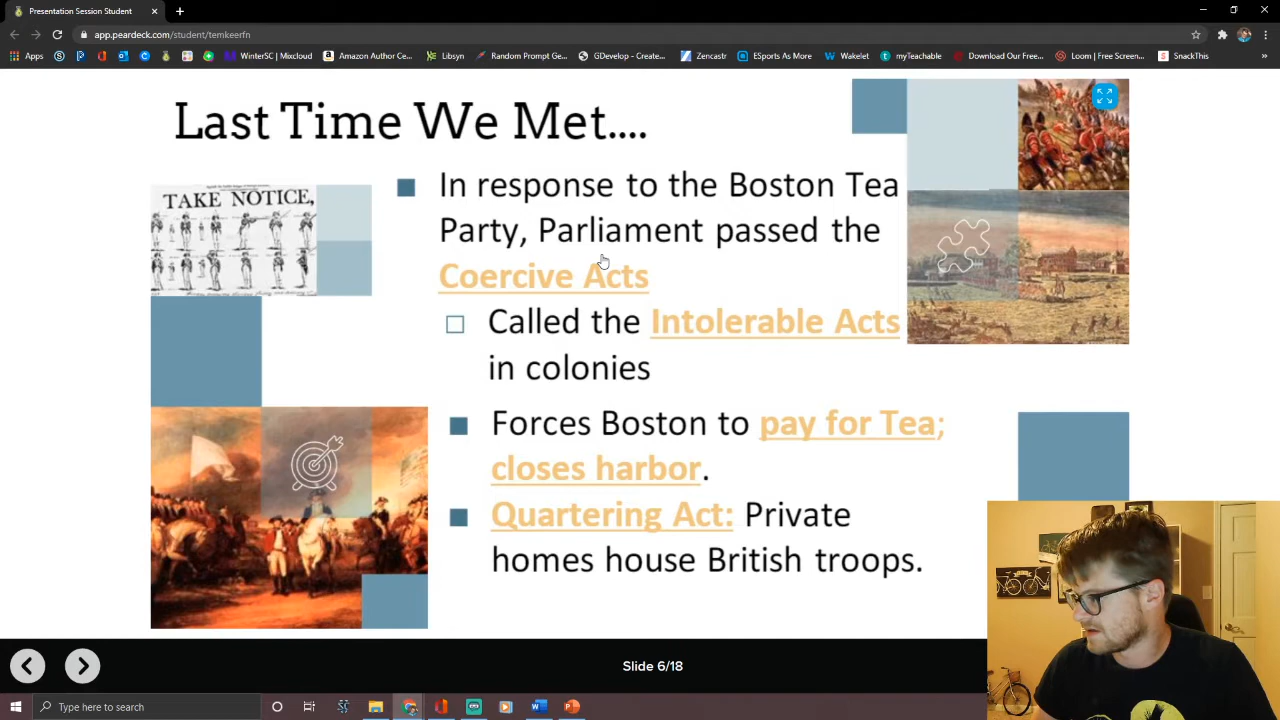 Presentation Session Student
app.peardeck.com/student/temkeerfn
Apps
WinterSC | Mixcloud
Amazon Author Ce...
Libsyn
Random Prompt Ge...
GDevelop - Create...
Zencastr
ESports As More
Wakelet
myTeachable
Download Our Free...
Loom | Free Screen...
SnackThis
Last Time We Met....
TAKE NOTICE,
In response to the Boston Tea
Party, Parliament passed the
Coercive Acts
Called the Intolerable Acts
in colonies
Forces Boston to pay for Tea;
closes harbor.
Quartering Act: Private
homes house British troops.
Slide 6/18
Type here to search